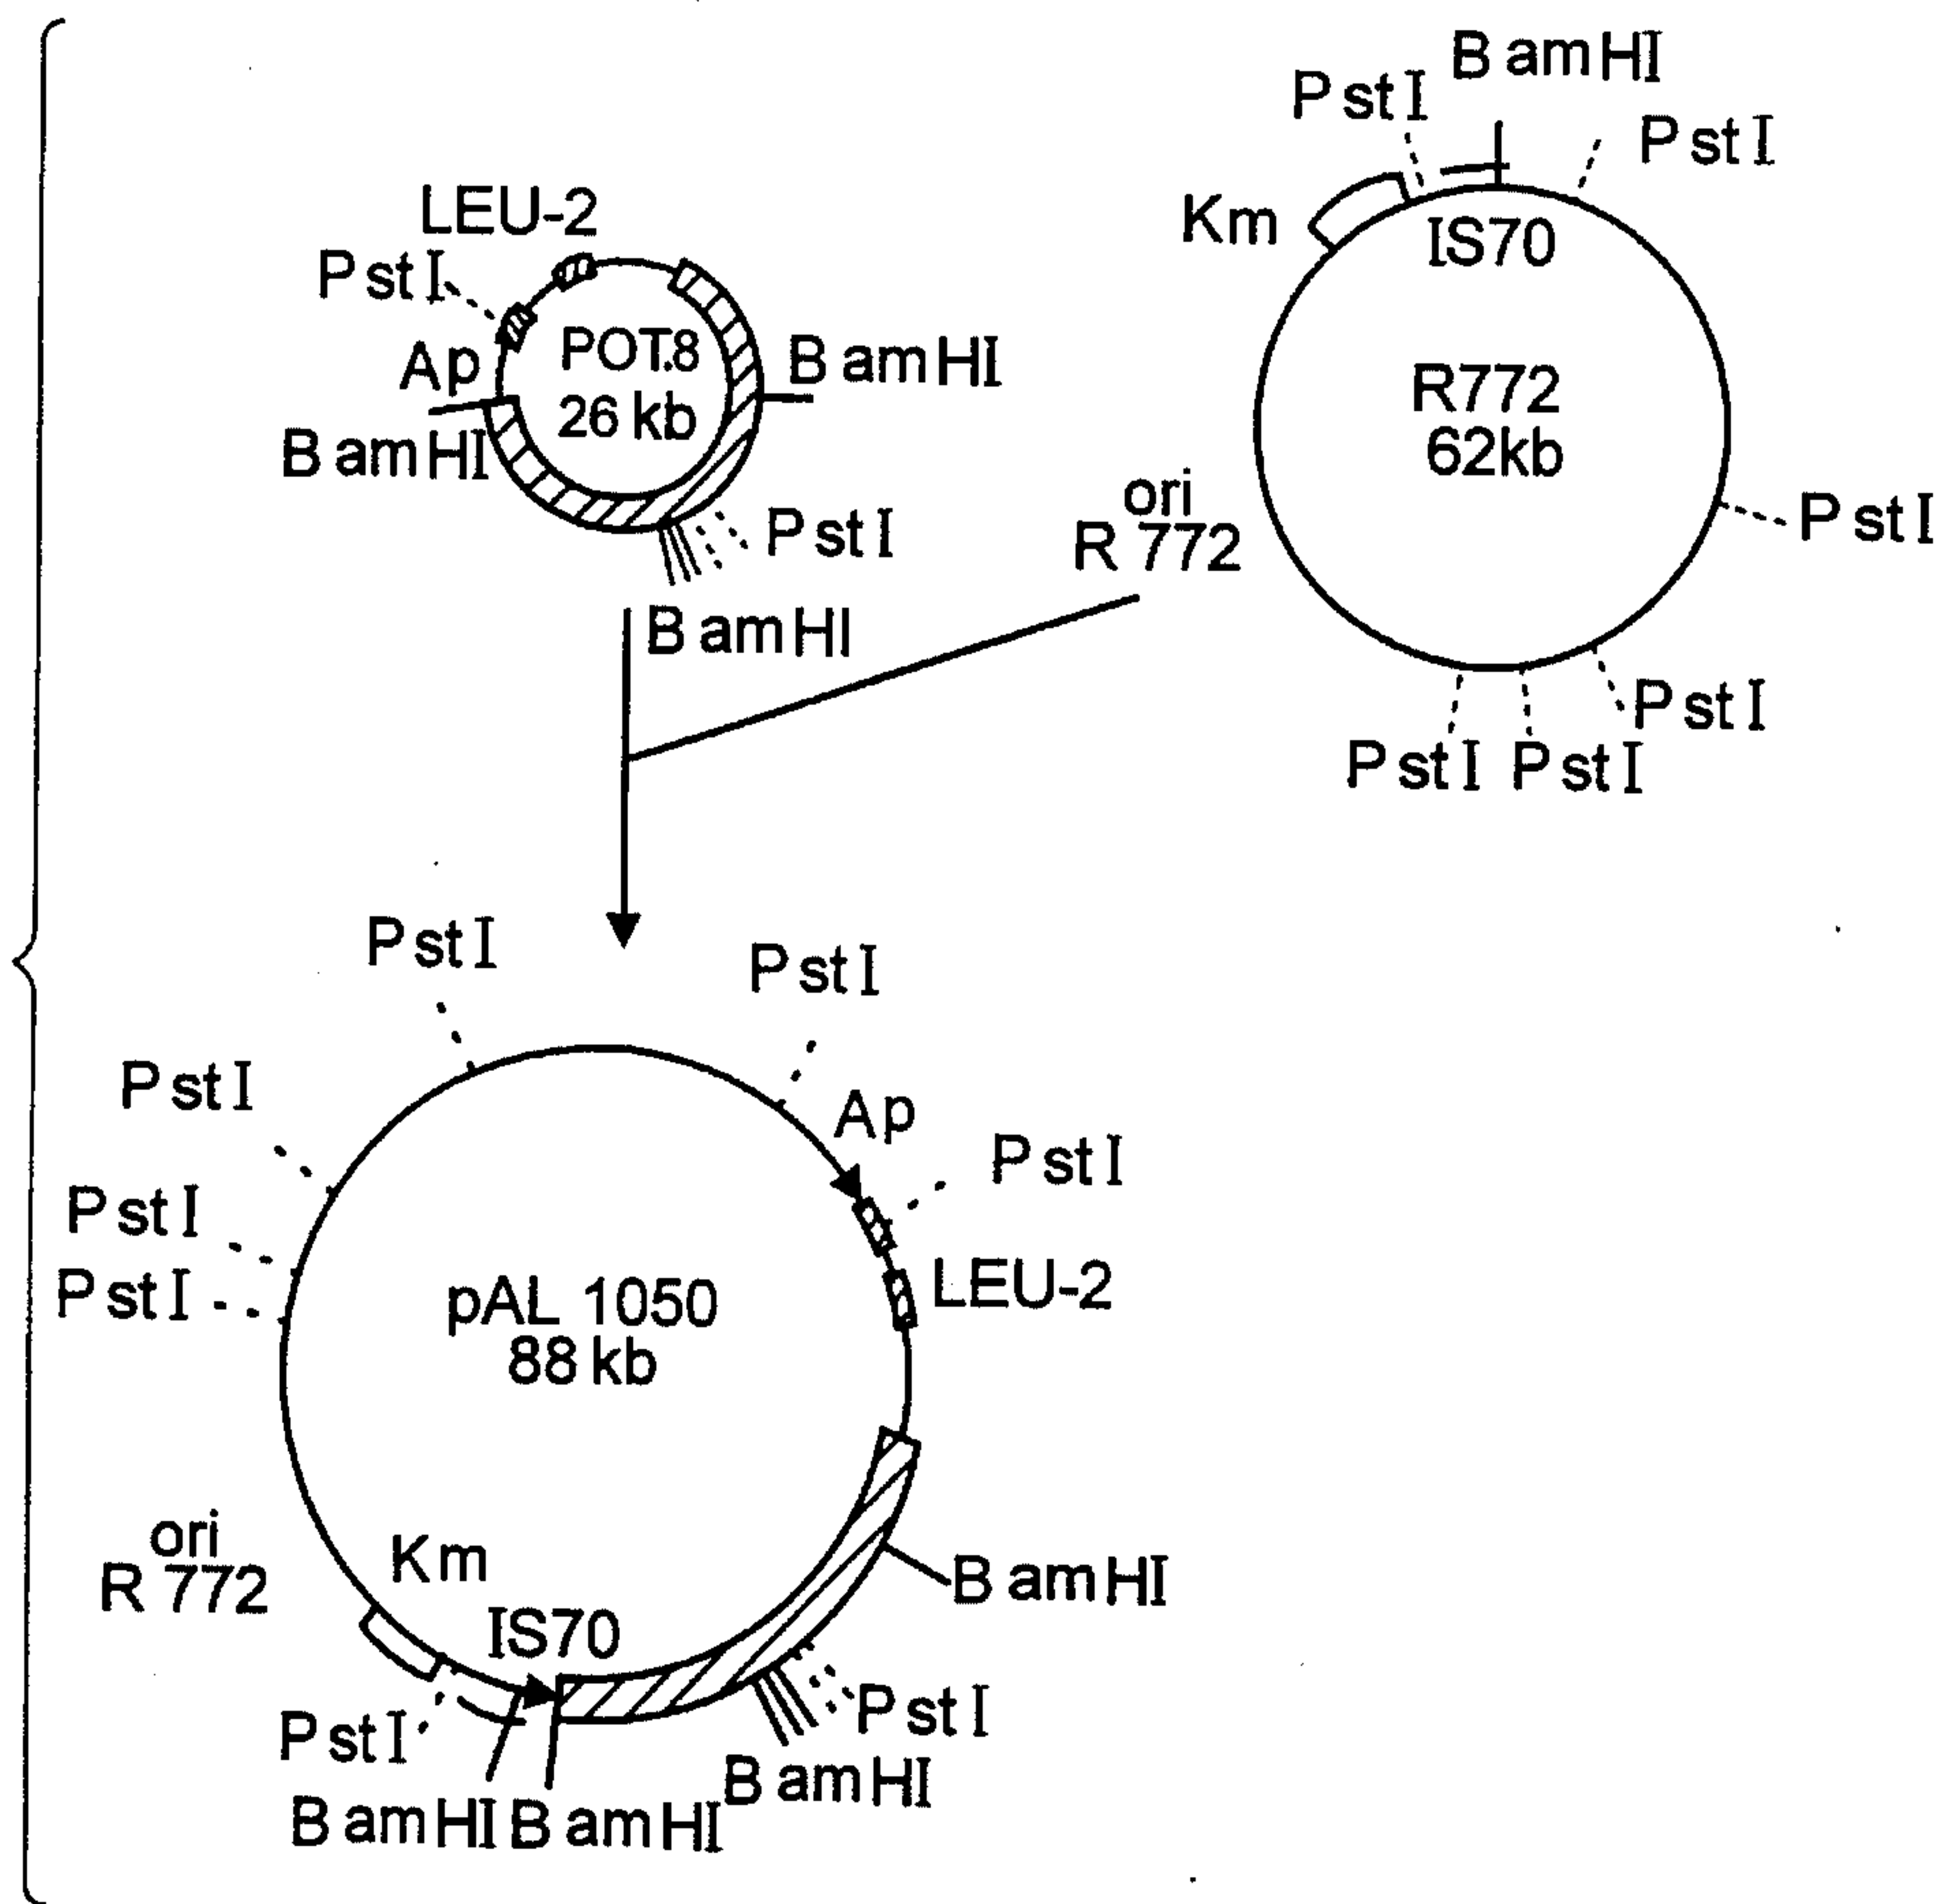 BamHI
PstI
PstI
LEU-2
Km
IS70
PstI
POT.8
26 kb
BamHI
Ap
R772
62kb
BamHI
ori
R 772
PstI
PstI
BamHI
PstI
PstI PstI
PstI
PstI
PstI
Ap
PstI
PstI
PstI
LEU-2
pAL 1050
88 kb
ori
R 772
Km
BamHI
IS70
PstI
PstI
BamHI
BamHI BamHI